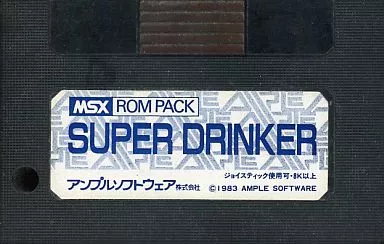 MSX ROM PACK
SUPER DRINKER
ジョイスティック使用可・8K以上
アンプルソフトウェア株式会社 ©1983 AMPLE SOFTWARE